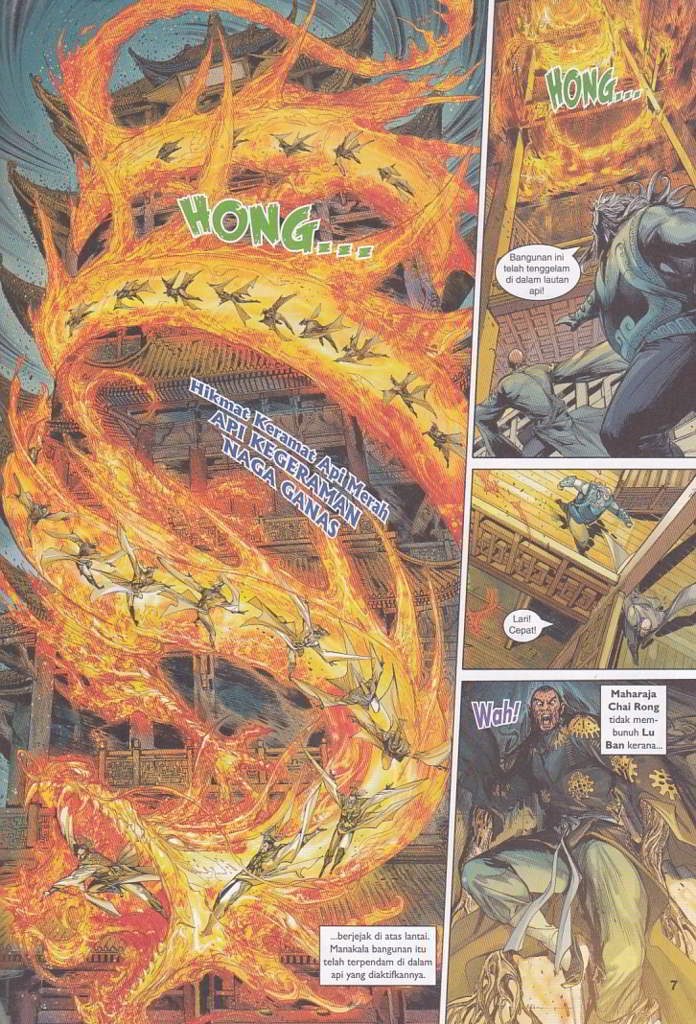 HONG...
Hikmat Keramat Api Merah
API KEGERAMAN
NAGA GANAS
HONG...
Bangunan ini
telah tenggelam
di dalam lautan
api!
Lari!
Cepat!
Wah!
Maharaja
Chai Rong
tidak mem-
bunuh Lu
Ban kerana...
...berjejak di atas lantai.
Manakala bangunan itu
telah terpendam di dalam
api yang diaktifkannya.
7